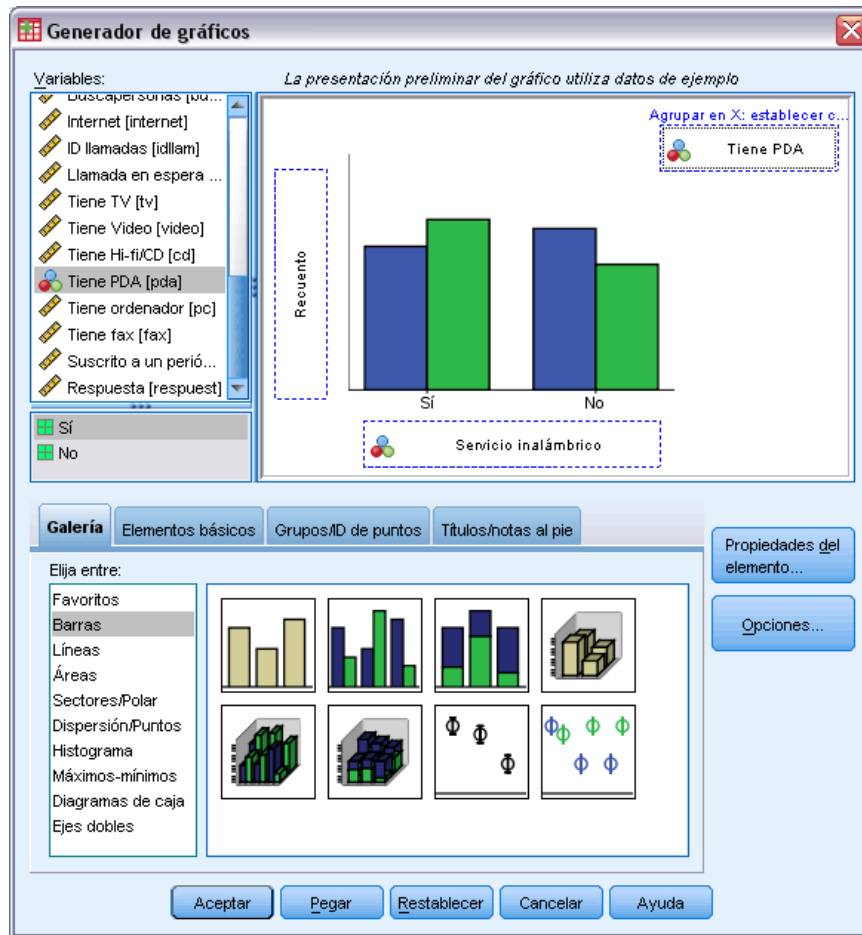 Generador de gráficos
Variables:
La presentación preliminar del gráfico utiliza datos de ejemplo
Internet [internet]
ID llamadas [idllam]
Llamada en espera ...
Tiene TV [tv]
Tiene Video [video]
Tiene Hi-fi/CD [cd]
Tiene PDA [pda]
Tiene ordenador [pc]
Tiene fax [fax]
Suscrito a un perió...
Respuesta [respuest]
Sí
No
Agrupar en X: establecer c...
Tiene PDA
Recuento
Sí
No
Servicio inalámbrico
Galería
Elementos básicos
Grupos/ID de puntos
Títulos/notas al pie
Elija entre:
Favoritos
Barras
Líneas
Áreas
Sectores/Polar
Dispersión/Puntos
Histograma
Máximos-mínimos
Diagramas de caja
Ejes dobles
Propiedades del
elemento...
Opciones...
Aceptar
Pegar
Restablecer
Cancelar
Ayuda